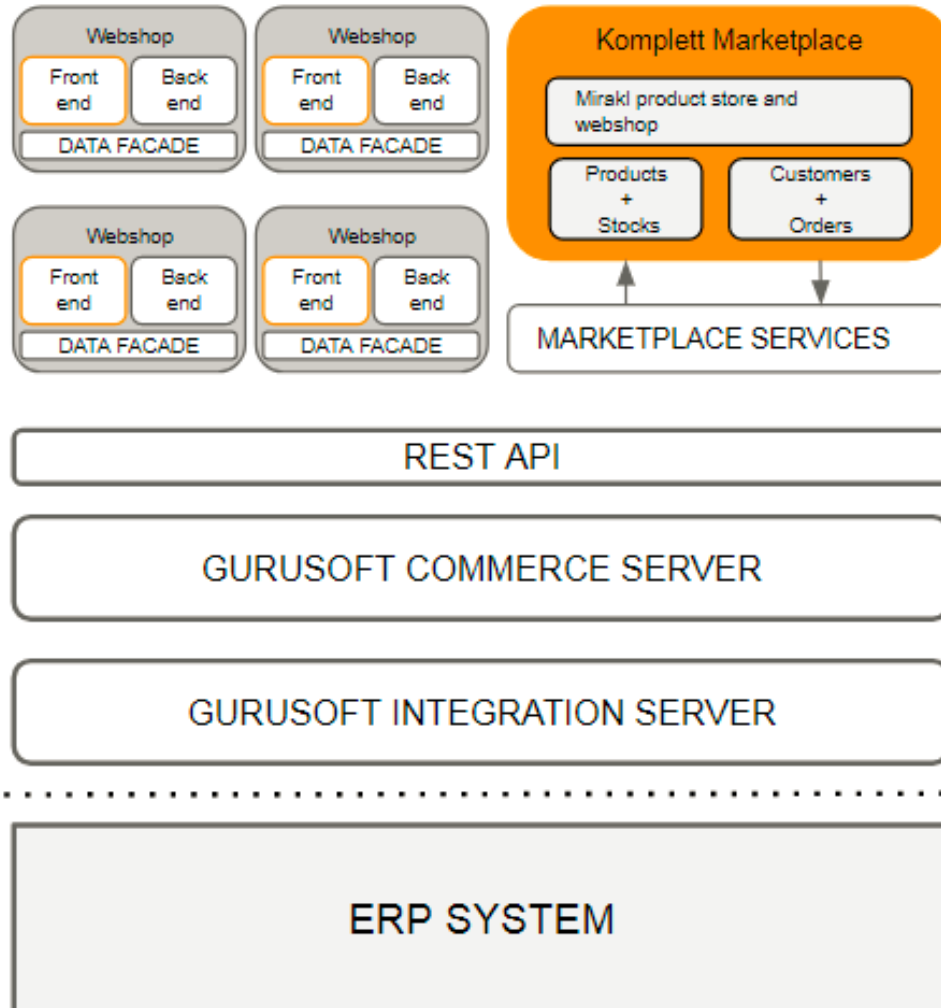 Webshop
Front
end
Back
end
DATA FACADE
Webshop
Front
end
Back
end
DATA FACADE
Komplett Marketplace
Mirakl product store and
webshop
Products
+
Stocks
Customers
+
Orders
Webshop
Front
end
Back
end
DATA FACADE
Webshop
Front
end
Back
end
DATA FACADE
MARKETPLACE SERVICES
REST API
GURUSOFT COMMERCE SERVER
GURUSOFT INTEGRATION SERVER
ERP SYSTEM